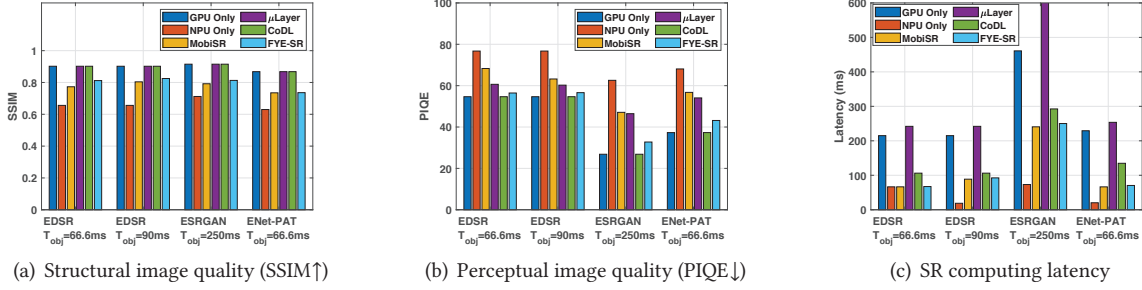 GPU Only
NPU Only
MobiSR
μLayer
CoDL
FYE-SR
SSIM
1
0.8
0.6
0.4
0.2
0
EDSR EDSR ESRGAN ENet-PAT
Tobj=66.6ms Tobj=90ms Tobj=250ms Tobj=66.6ms
(a) Structural image quality (SSIM↑)
GPU Only
NPU Only
MobiSR
μLayer
CoDL
FYE-SR
PIQE
100
80
60
40
20
0
EDSR EDSR ESRGAN ENet-PAT
Tobj=66.6ms Tobj=90ms Tobj=250ms Tobj=66.6ms
(b) Perceptual image quality (PIQE↓)
GPU Only
NPU Only
MobiSR
μLayer
CoDL
FYE-SR
Latency (ms)
600
500
400
300
200
100
0
EDSR EDSR ESRGAN ENet-PAT
Tobj=66.6ms Tobj=90ms Tobj=250ms Tobj=66.6ms
(c) SR computing latency